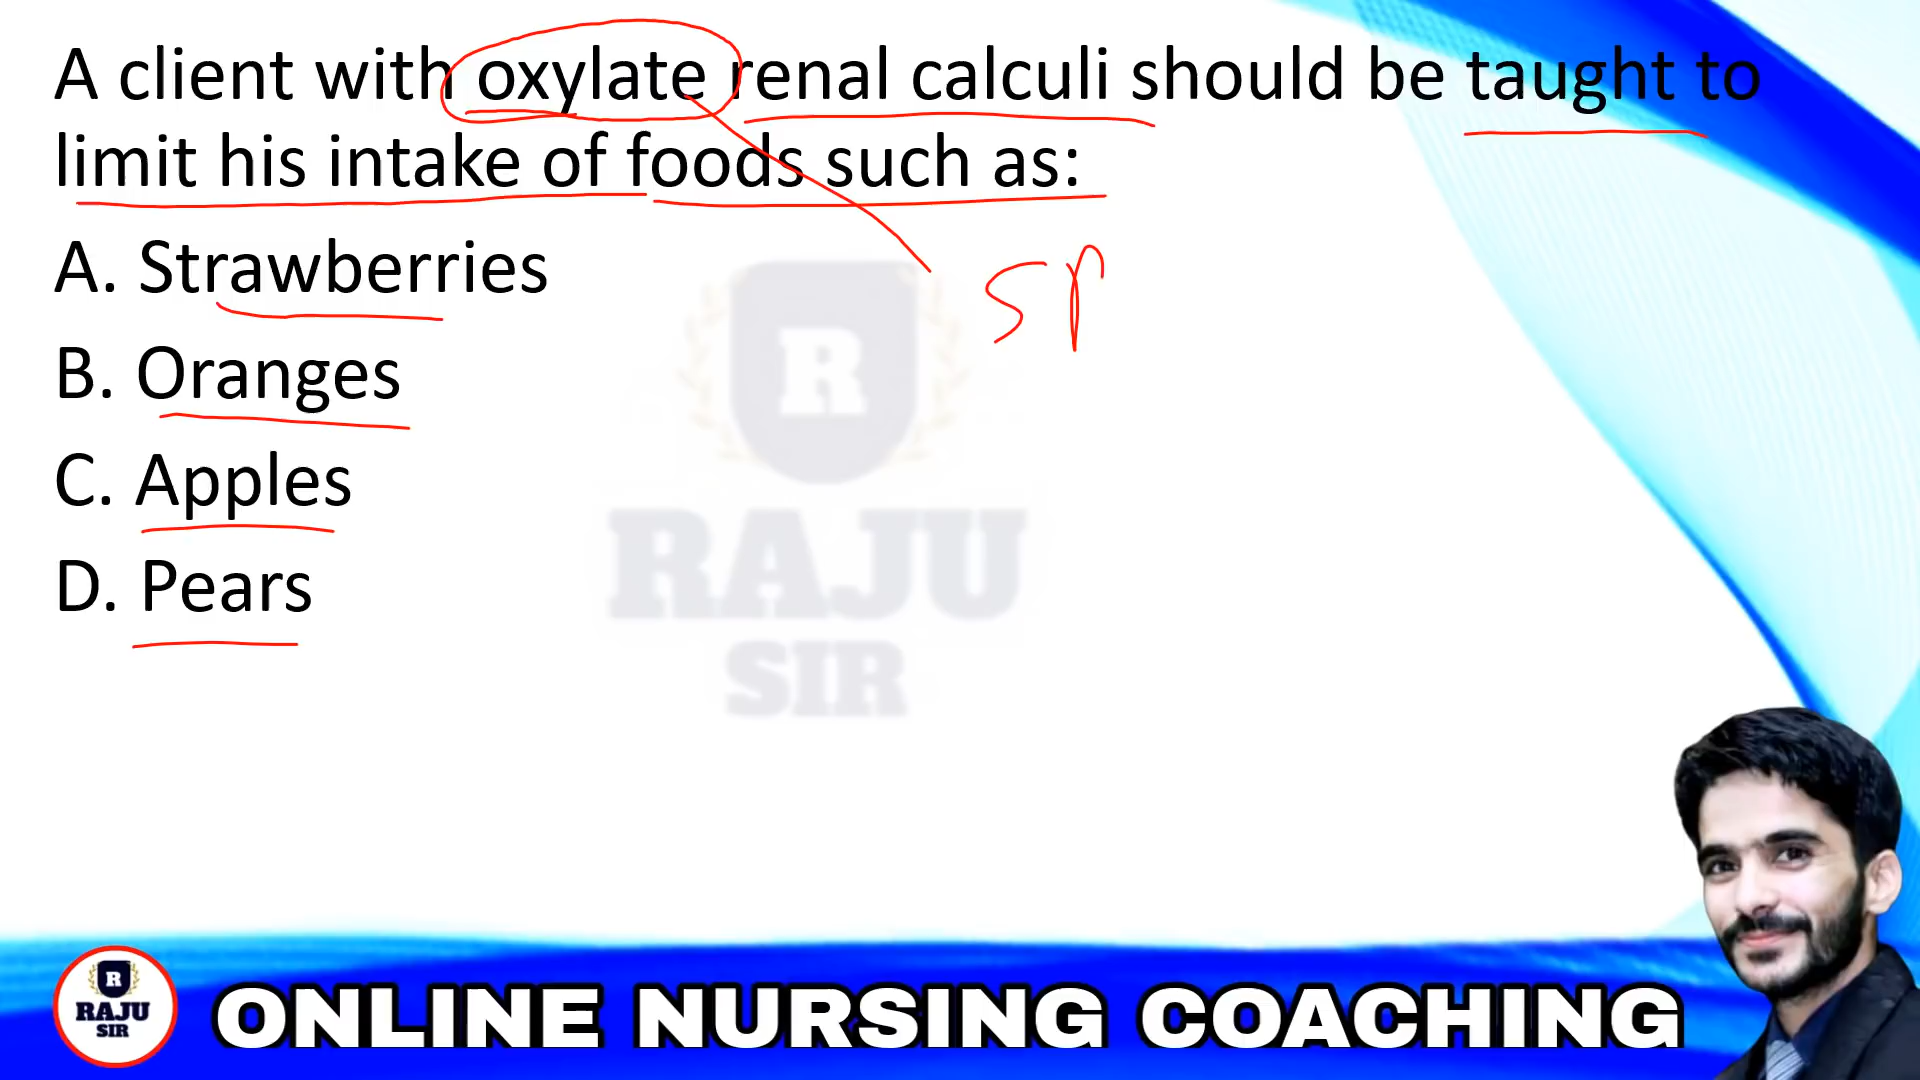 A client with oxylate renal calculi should be taught to
limit his intake of foods such as:
A. Strawberries
B. Oranges
C. Apples
D. Pears
sp
R
RAJU
SIR
R
RAJU
SIR
ONLINE NURSING COACHING